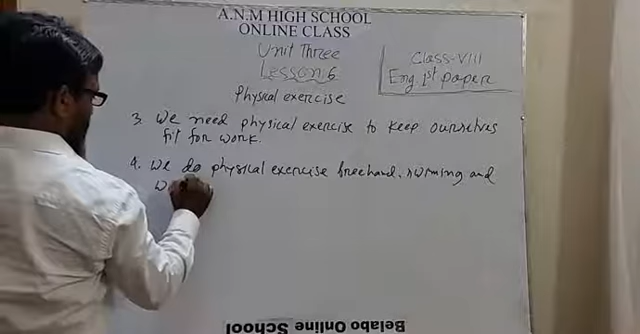 A.N.M HIGH SCHOOL
ONLINE CLASS
Unit Three
Lesson: 6
Class-VIII
Eng. 1st paper
Physical exercise
3. We need physical exercise to keep ourselves
fit for work.
4. We do physical exercise freehand, swming and
W
Belabo Online School